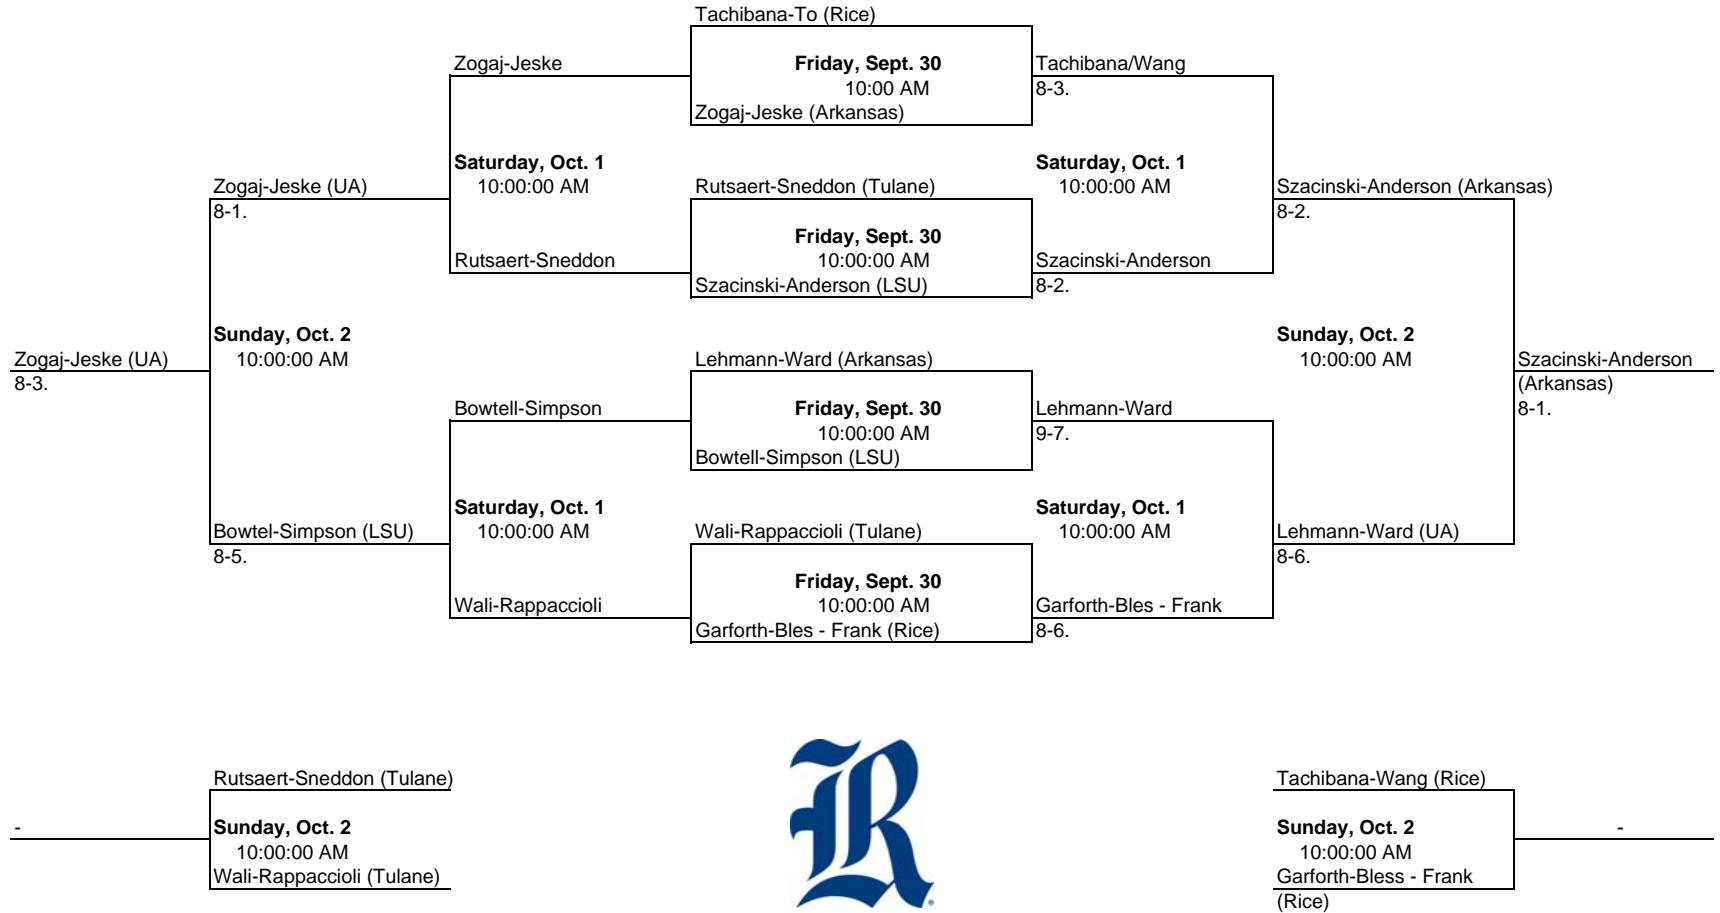 Tachibana-To (Rice)
Zogaj-Jeske
Friday, Sept. 30
Tachibana/Wang
10:00 AM
8-3.
Zogaj-Jeske (Arkansas)
Saturday, Oct. 1
Saturday, Oct. 1
Zogaj-Jeske (UA)
10:00:00 AM
Rutsaert-Sneddon (Tulane)
10:00:00 AM
Szacinski-Anderson (Arkansas)
8-1.
8-2.
Friday, Sept. 30
Rutsaert-Sneddon
10:00:00 AM
Szacinski-Anderson
Szacinski-Anderson (LSU)
8-2.
Sunday, Oct. 2
Sunday, Oct. 2
Zogaj-Jeske (UA)
10:00:00 AM
Lehmann-Ward (Arkansas)
10:00:00 AM
Szacinski-Anderson
8-3.
(Arkansas)
Bowtell-Simpson
Friday, Sept. 30
Lehmann-Ward
8-1.
10:00:00 AM
9-7.
Bowtell-Simpson (LSU)
Saturday, Oct. 1
Saturday, Oct. 1
Bowtel-Simpson (LSU)
10:00:00 AM
Wali-Rappaccioli (Tulane)
10:00:00 AM
Lehmann-Ward (UA)
8-5.
8-6.
Friday, Sept. 30
Wali-Rappaccioli
10:00:00 AM
Garforth-Bles - Frank
Garforth-Bles - Frank (Rice)
8-6.
Rutsaert-Sneddon (Tulane)
Tachibana-Wang (Rice)
-
Sunday, Oct. 2
Sunday, Oct. 2
-
10:00:00 AM
10:00:00 AM
Wali-Rappaccioli (Tulane)
Garforth-Bless - Frank
(Rice)
R